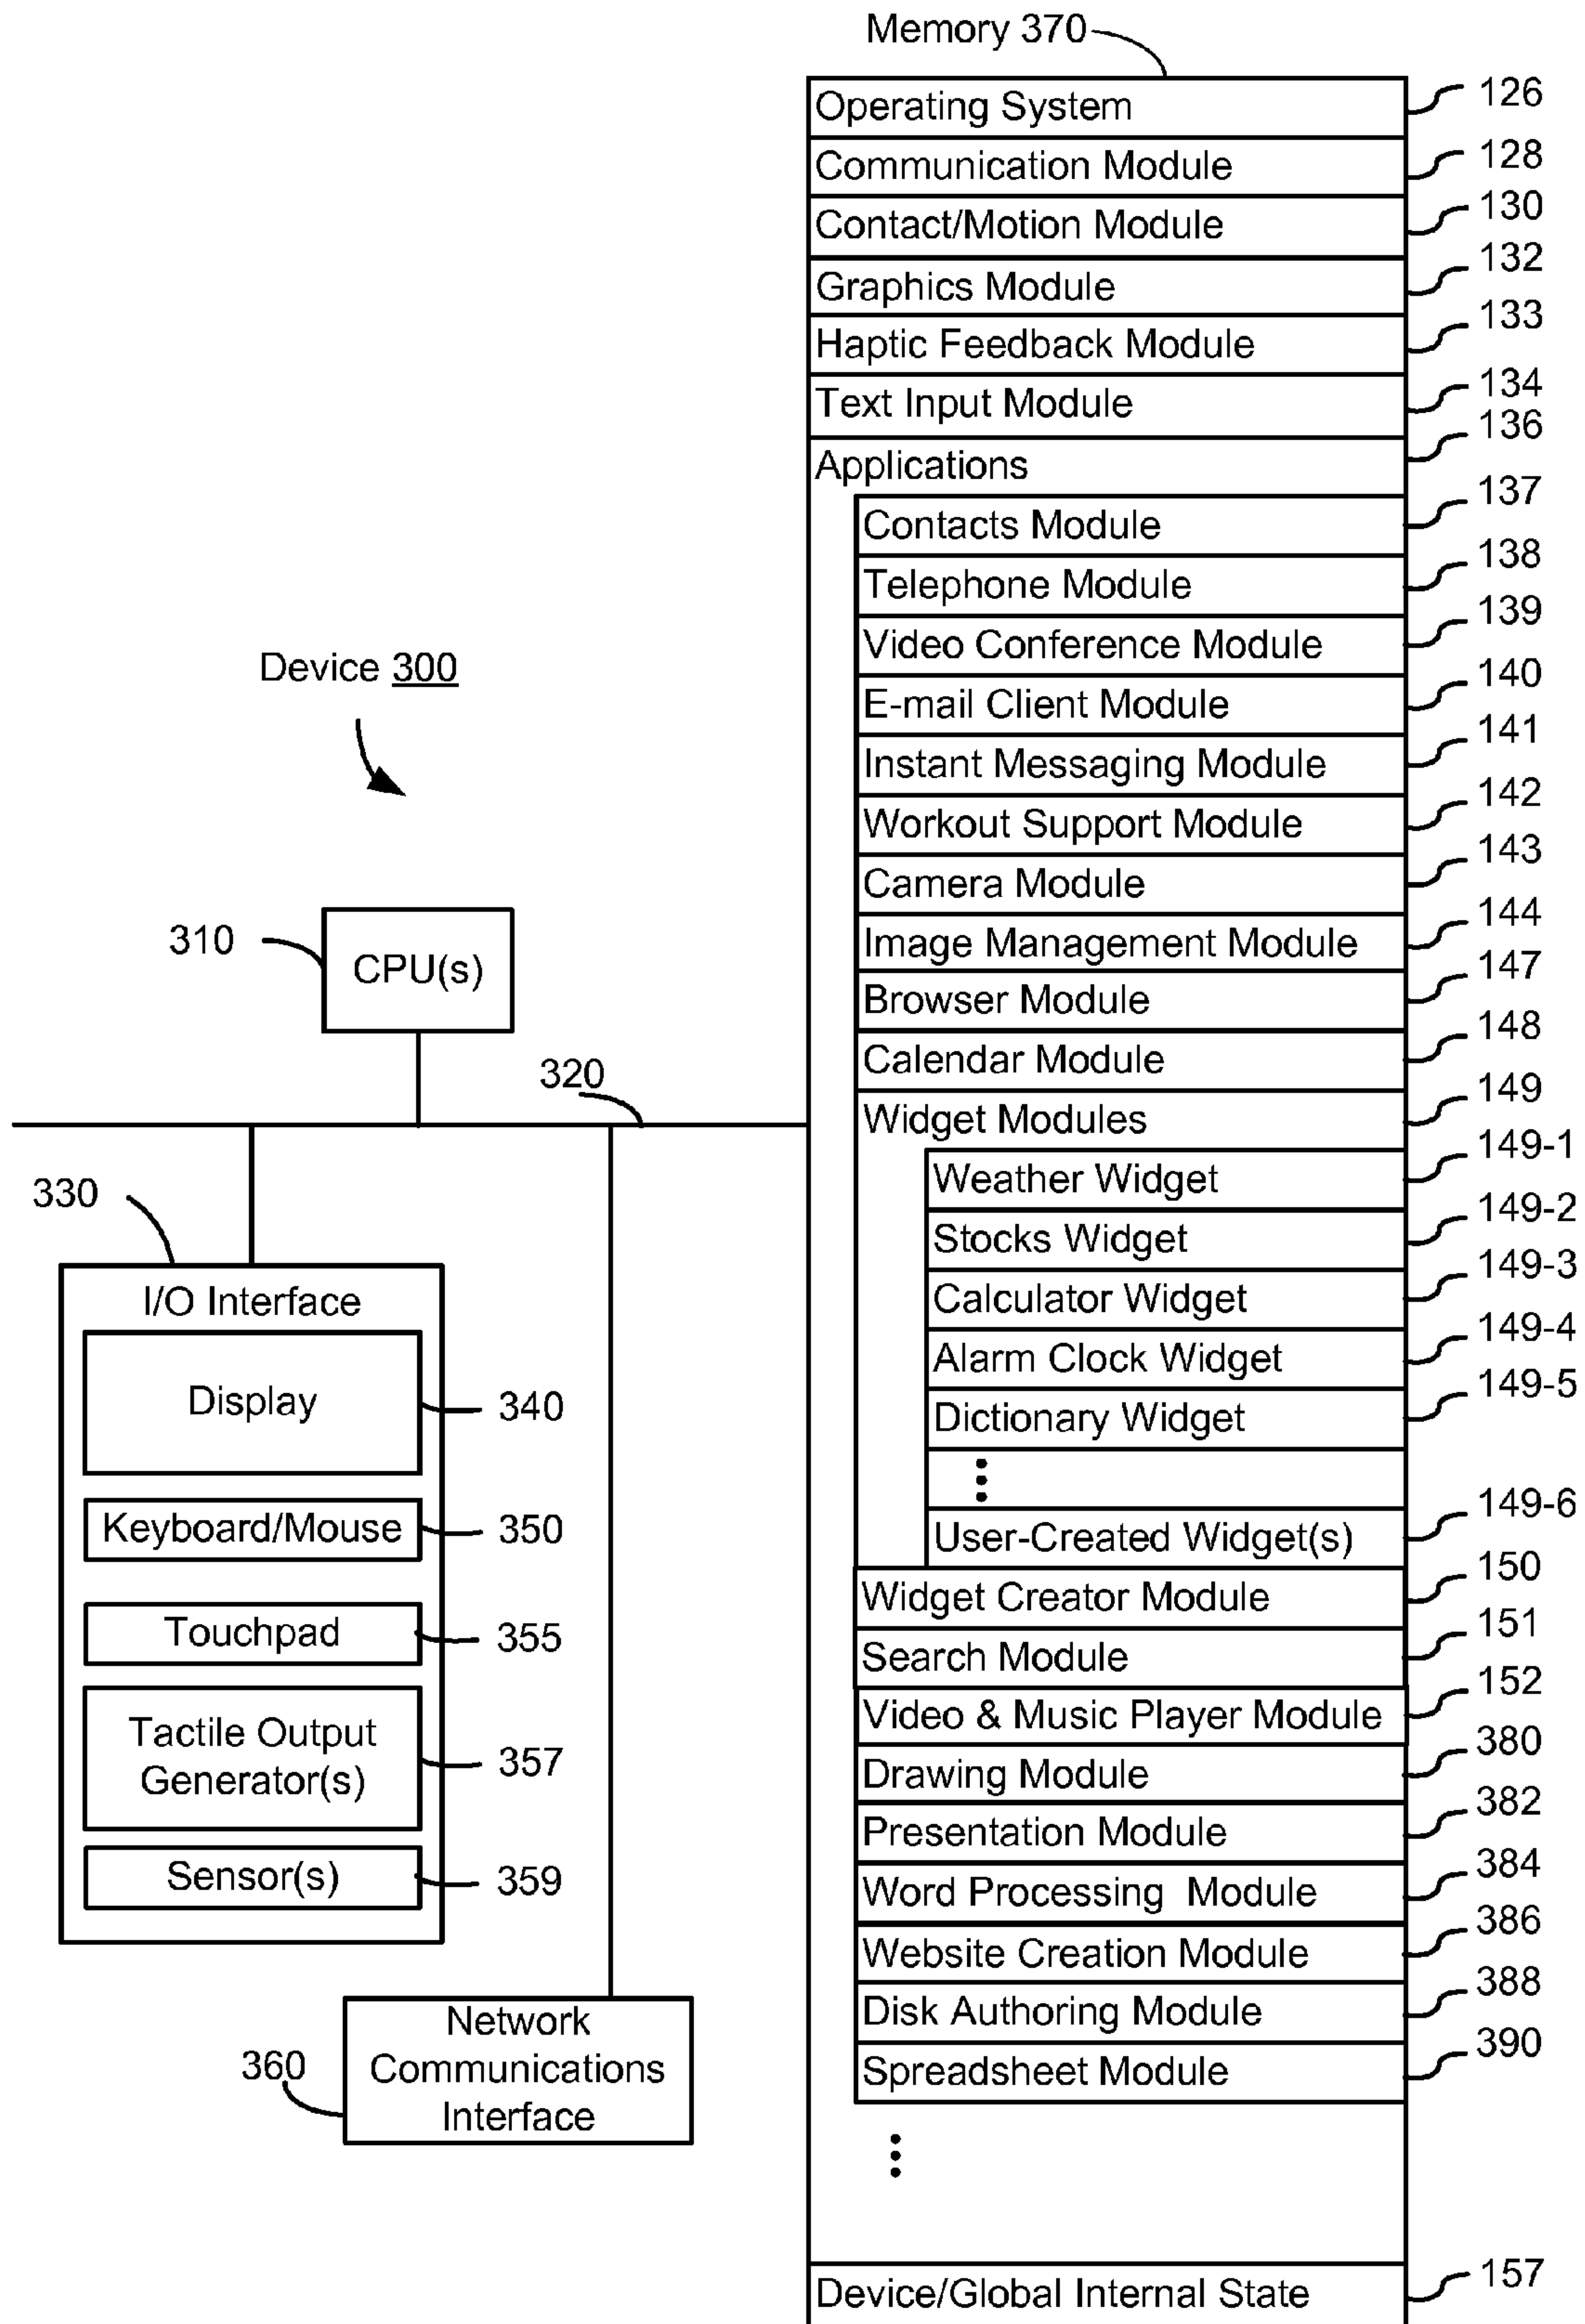 Memory 370
Operating System 126
Communication Module 128
Contact/Motion Module 130
Graphics Module 132
Haptic Feedback Module 133
Text Input Module 134
Applications 136
Contacts Module 137
Telephone Module 138
Video Conference Module 139
E-mail Client Module 140
Instant Messaging Module 141
Workout Support Module 142
Camera Module 143
Image Management Module 144
Browser Module 147
Calendar Module 148
Widget Modules 149
Weather Widget 149-1
Stocks Widget 149-2
Calculator Widget 149-3
Alarm Clock Widget 149-4
Dictionary Widget 149-5
User-Created Widget(s) 149-6
Widget Creator Module 150
Search Module 151
Video & Music Player Module 152
Drawing Module 380
Presentation Module 382
Word Processing Module 384
Website Creation Module 386
Disk Authoring Module 388
Spreadsheet Module 390
Device/Global Internal State 157
Device 300
310 CPU(s)
320
330
I/O Interface
Display 340
Keyboard/Mouse 350
Touchpad 355
Tactile Output
Generator(s) 357
Sensor(s) 359
Network
360 Communications
Interface